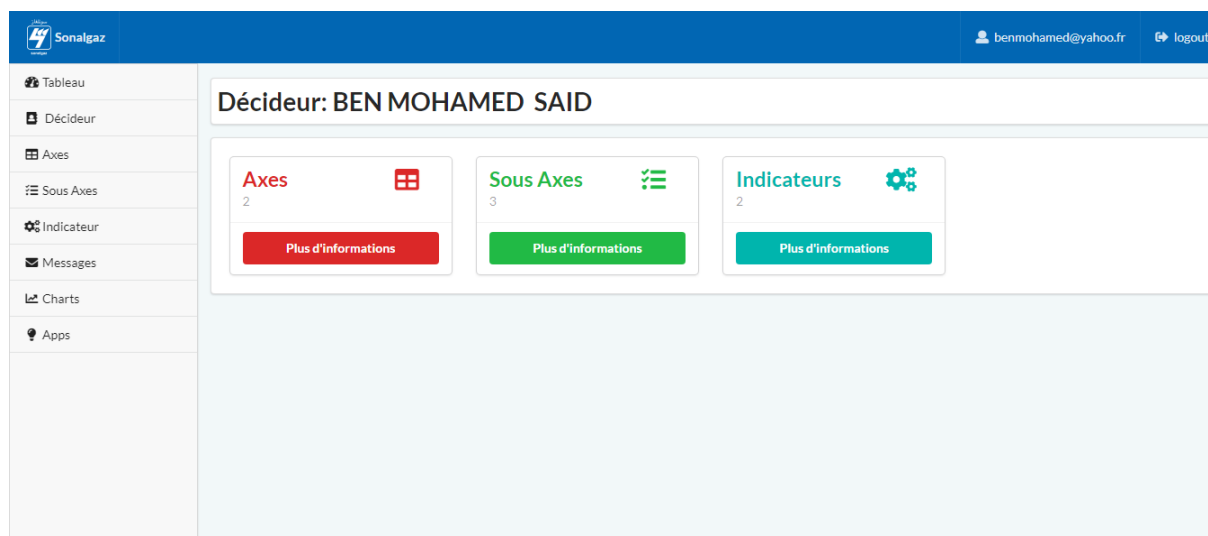 Sonalgaz
benmohamed@yahoo.fr
logout
Tableau
Décideur
Axes
Sous Axes
Indicateur
Messages
Charts
Apps
Décideur: BEN MOHAMED SAID
Axes
2
Plus d'informations
Sous Axes
3
Plus d'informations
Indicateurs
2
Plus d'informations